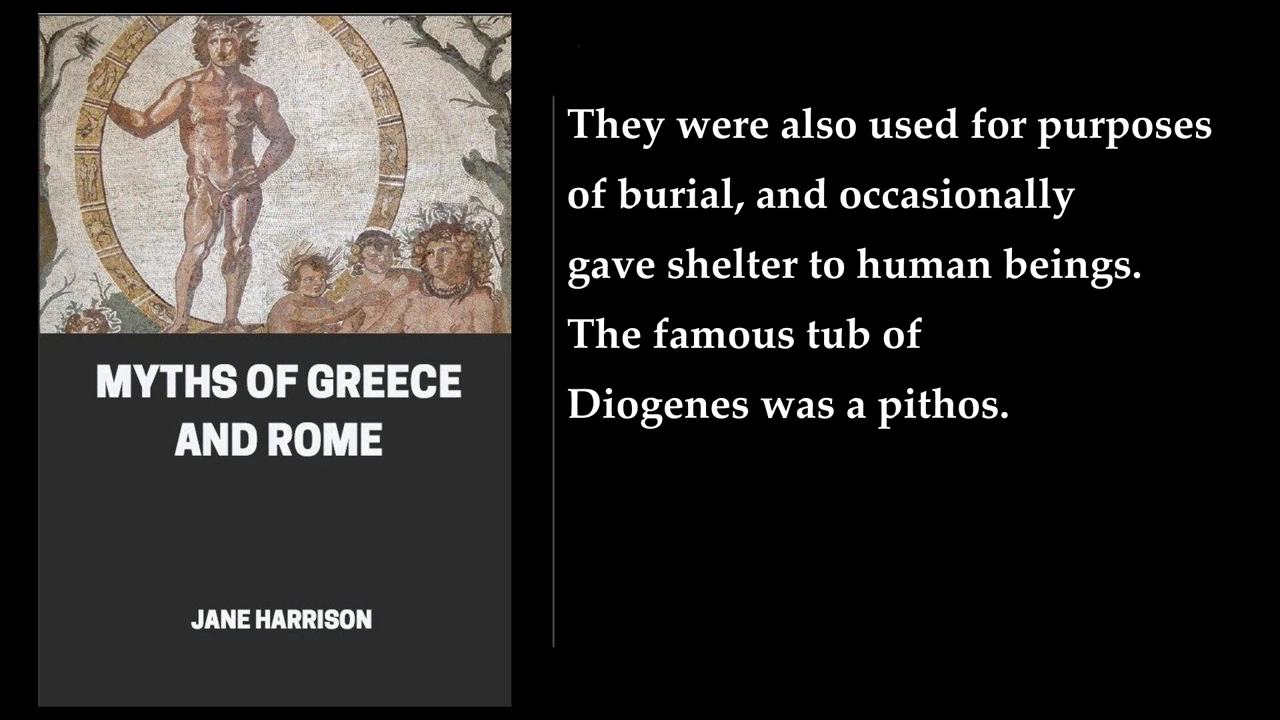 MYTHS OF GREECE
AND ROME
JANE HARRISON
They were also used for purposes
of burial, and occasionally
gave shelter to human beings.
The famous tub of
Diogenes was a pithos.